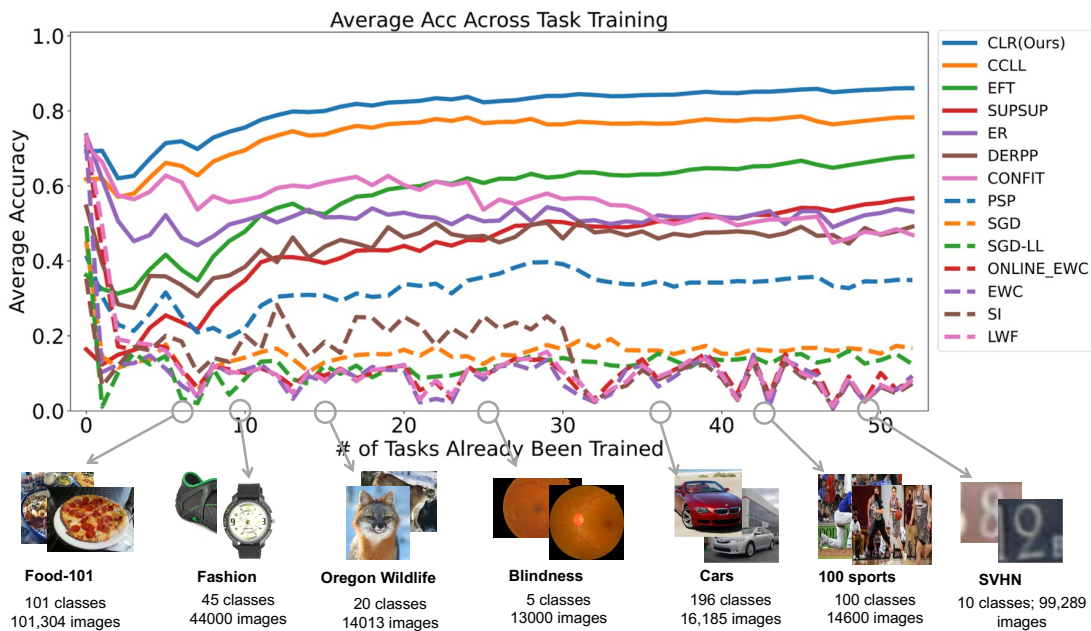 Average Acc Across Task Training
1.0
0.8
0.6
0.4
0.2
0.0
Average Accuracy
0 10 20 30 40 50
# of Tasks Already Been Trained
CLR(Ours)
CCLL
EFT
SUPSUP
ER
DERPP
CONFIT
PSP
SGD
SGD-LL
ONLINE_EWC
EWC
SI
LWF
Food-101
101 classes
101,304 images
Fashion
45 classes
44000 images
Oregon Wildlife
20 classes
14013 images
Blindness
5 classes
13000 images
Cars
196 classes
16,185 images
100 sports
100 classes
14600 images
SVHN
10 classes; 99,289
images